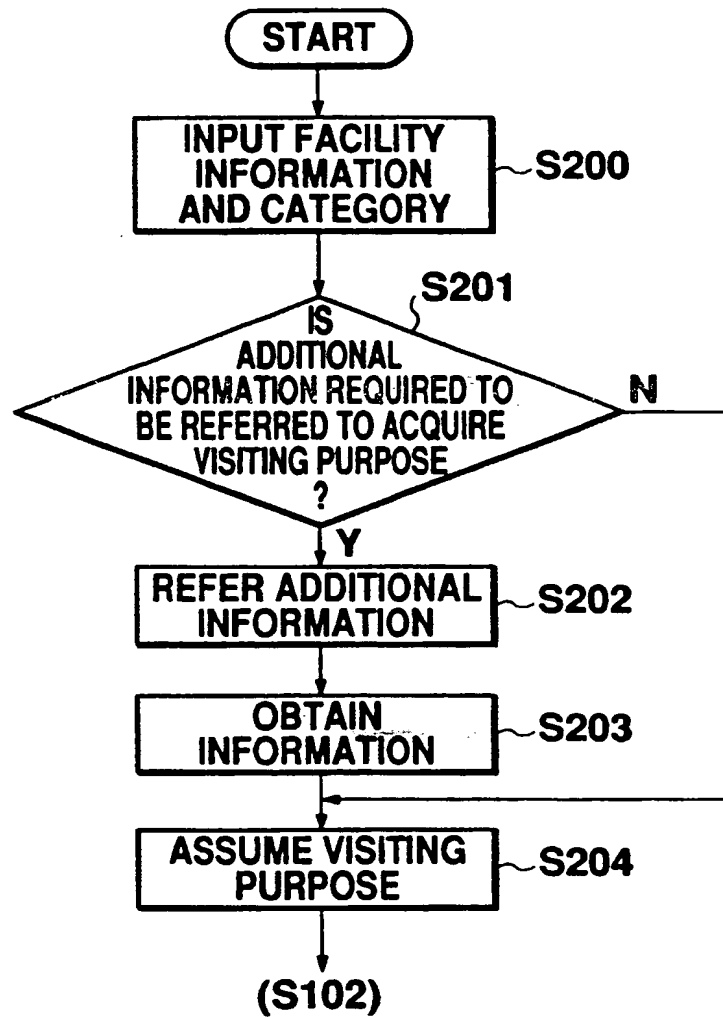 START
INPUT FACILITY
INFORMATION
AND CATEGORY
S200
S201
IS
ADDITIONAL
INFORMATION REQUIRED TO
BE REFERRED TO ACQUIRE
VISITING PURPOSE
?
N
Y
REFER ADDITIONAL
INFORMATION
S202
OBTAIN
INFORMATION
S203
ASSUME VISITING
PURPOSE
S204
(S102)